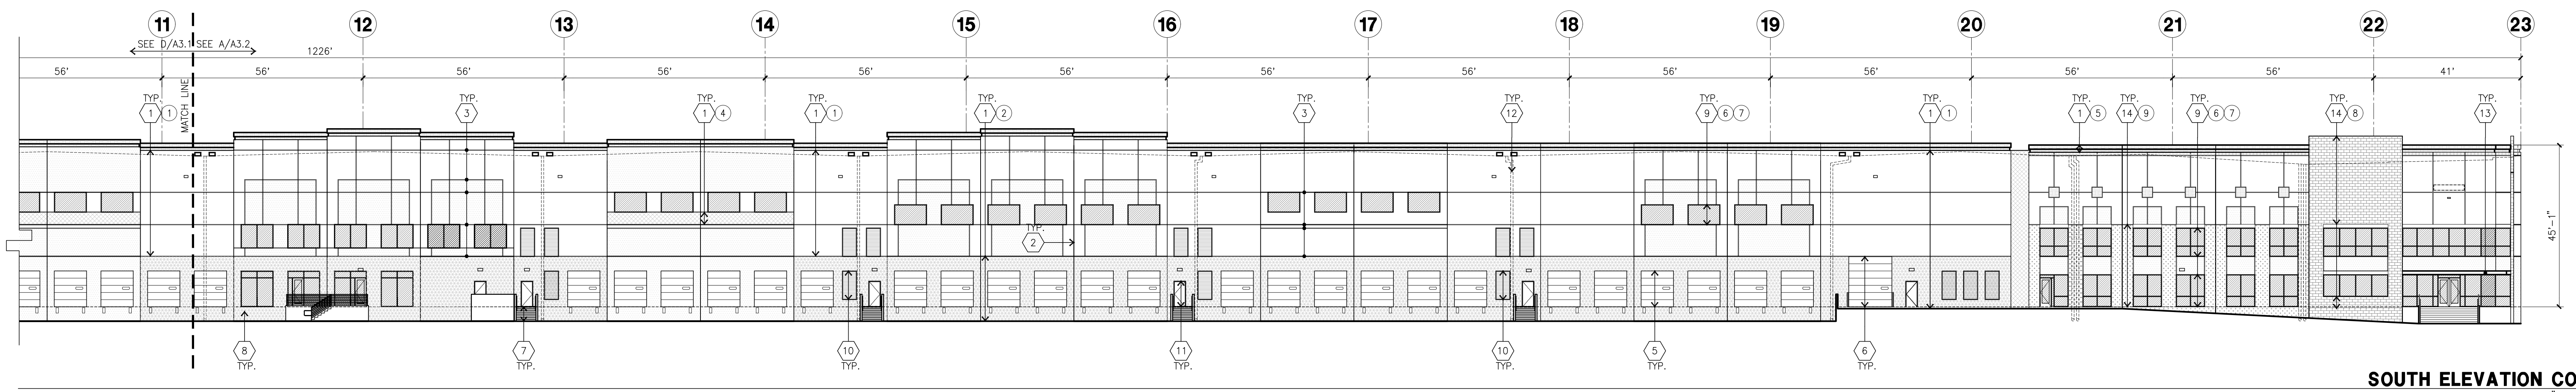 11 12 13 14 15 16 17 18 19 20 21 22 23
SEE D/A3.1 SEE A/A3.2
1226'
56' 56' 56' 56' 56' 56' 56' 56' 56' 56' 56' 56' 41'
MATCH LINE
TYP. TYP. TYP. TYP. TYP. TYP. TYP. TYP. TYP. TYP. TYP. TYP. TYP. TYP.
1 1 3 1 4 1 1 1 2 3 12 9 6 7 1 1 1 5 14 9 9 6 7 14 8 13
TYP.
2
45'-1"
8 7 10 11 10 5 6
TYP. TYP. TYP. TYP. TYP. TYP. TYP.
SOUTH ELEVATION CO